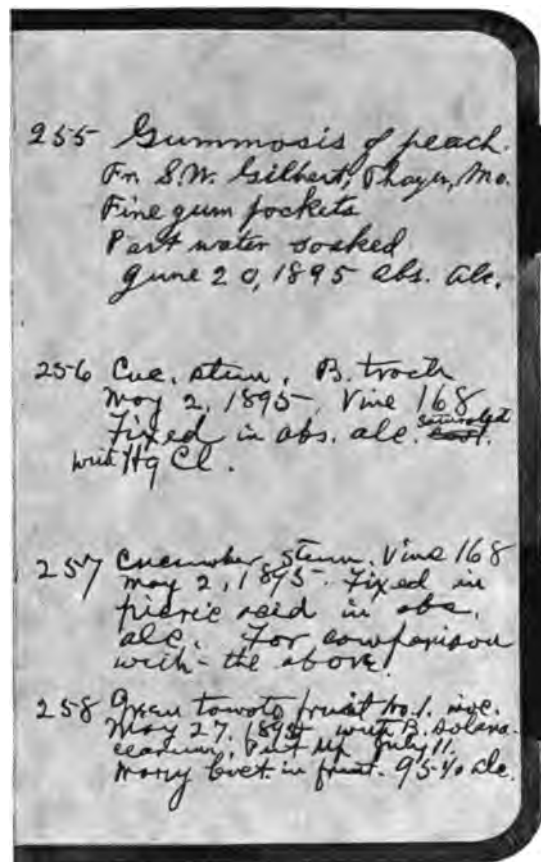 255 Gummosis of peach.
Fm S.W. Gilbert, Thayer, Mo.
Fine gum pockets
Part water soaked
June 20, 1895 abs. alc.
256 Cuc. stem. B. trach
May 2, 1895, Vine 168
Fixed in abs. alc. saturated
with Hg Cl.
257 Cucumber stem. Vine 168
May 2, 1895. Fixed in
picric acid in abs.
alc. For comparison
with the above.
258 Green tomato fruit No. 1. inoc.
May 27, 1895, with B. solana-
cearum, Put up July 11.
Many bact. in fruit. 95% alc.